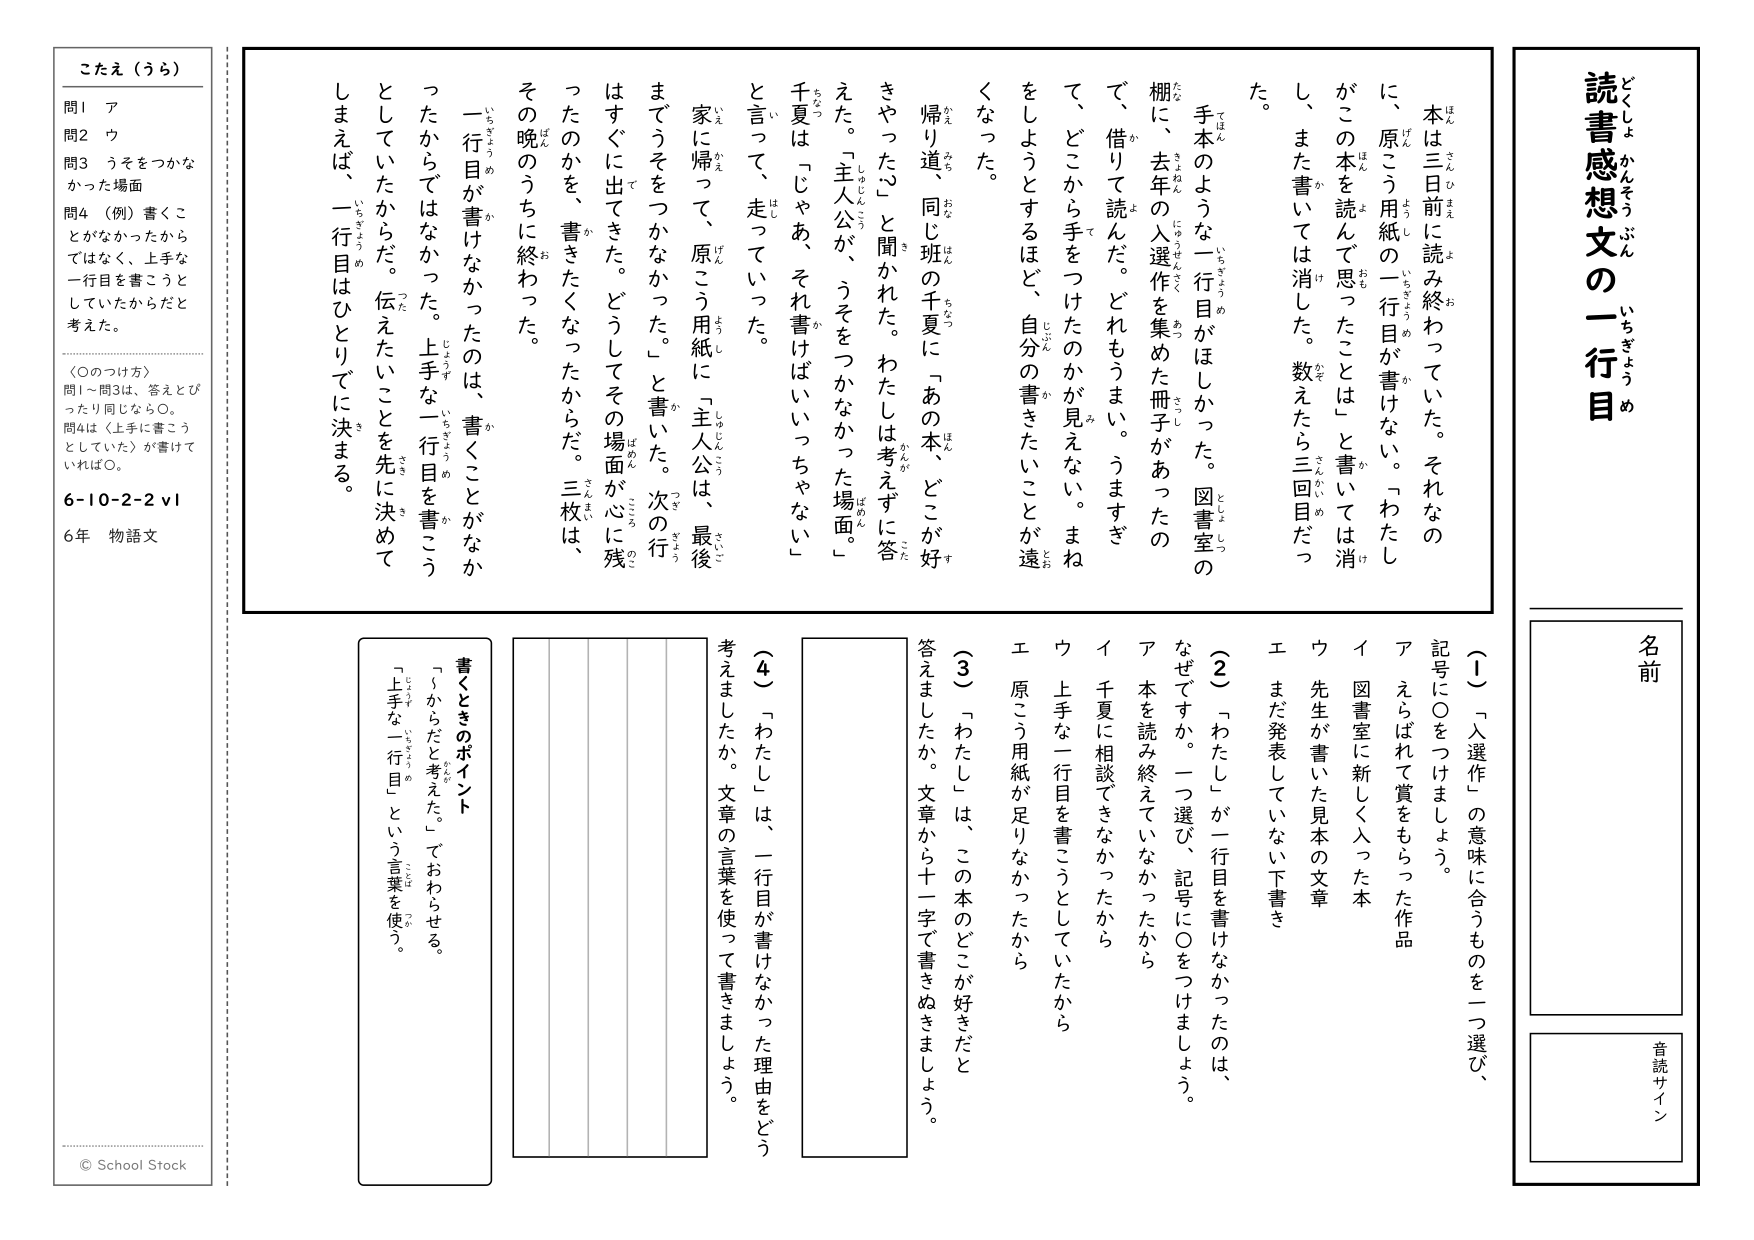 読書感想文の一行目
どくしょかんそうぶんいちぎょうめ
名前
音読サイン
本は三日前に読み終わっていた。それなの
に、原こう用紙の一行目が書けない。「わたし
がこの本を読んで思ったことは」と書いては消
し、また書いては消した。数えたら三回目だっ
た。
手本のような一行目がほしかった。図書室の
棚に、去年の入選作を集めた冊子があったの
で、借りて読んだ。どれもうまい。うますぎ
て、どこから手をつけたのかが見えない。まね
をしようとするほど、自分の書きたいことが遠
くなった。
帰り道、同じ班の千夏に「あの本、どこが好
きやった?」と聞かれた。わたしは考えずに答
えた。「主人公が、うそをつかなかった場面。」
千夏は「じゃあ、それ書けばいいっちゃない」
と言って、走っていった。
家に帰って、原こう用紙に「主人公は、最後
までうそをつかなかった。」と書いた。次の行
はすぐに出てきた。どうしてその場面が心に残
ったのかを、書きたくなったからだ。三枚は、
その晩のうちに終わった。
一行目が書けなかったのは、書くことがなか
ったからではなかった。上手な一行目を書こう
としていたからだ。伝えたいことを先に決めて
しまえば、一行目はひとりでに決まる。
(1)「入選作」の意味に合うものを一つ選び、
記号に〇をつけましょう。
ア えらばれて賞をもらった作品
イ 図書室に新しく入った本
ウ 先生が書いた見本の文章
エ まだ発表していない下書き
(2)「わたし」が一行目を書けなかったのは、
なぜですか。一つ選び、記号に〇をつけましょう。
ア 本を読み終えていなかったから
イ 千夏に相談できなかったから
ウ 上手な一行目を書こうとしていたから
エ 原こう用紙が足りなかったから
(3)「わたし」は、この本のどこが好きだと
答えましたか。文章から十一字で書きぬきましょう。
(4)「わたし」は、一行目が書けなかった理由をどう
考えましたか。文章の言葉を使って書きましょう。
書くときのポイント
「〜からだと考えた。」でおわらせる。
「上手な一行目」という言葉を使う。
こたえ(うら)
問1 ア
問2 ウ
問3 うそをつかな
かった場面
問4 (例)書くこ
とがなかったから
ではなく、上手な
一行目を書こうと
していたからだと
考えた。
〈〇のつけ方〉
問1〜問3は、答えとぴ
ったり同じなら〇。
問4は〈上手に書こう
としていた〉が書けて
いれば〇。
6-10-2-2 v1
6年 物語文
© School Stock